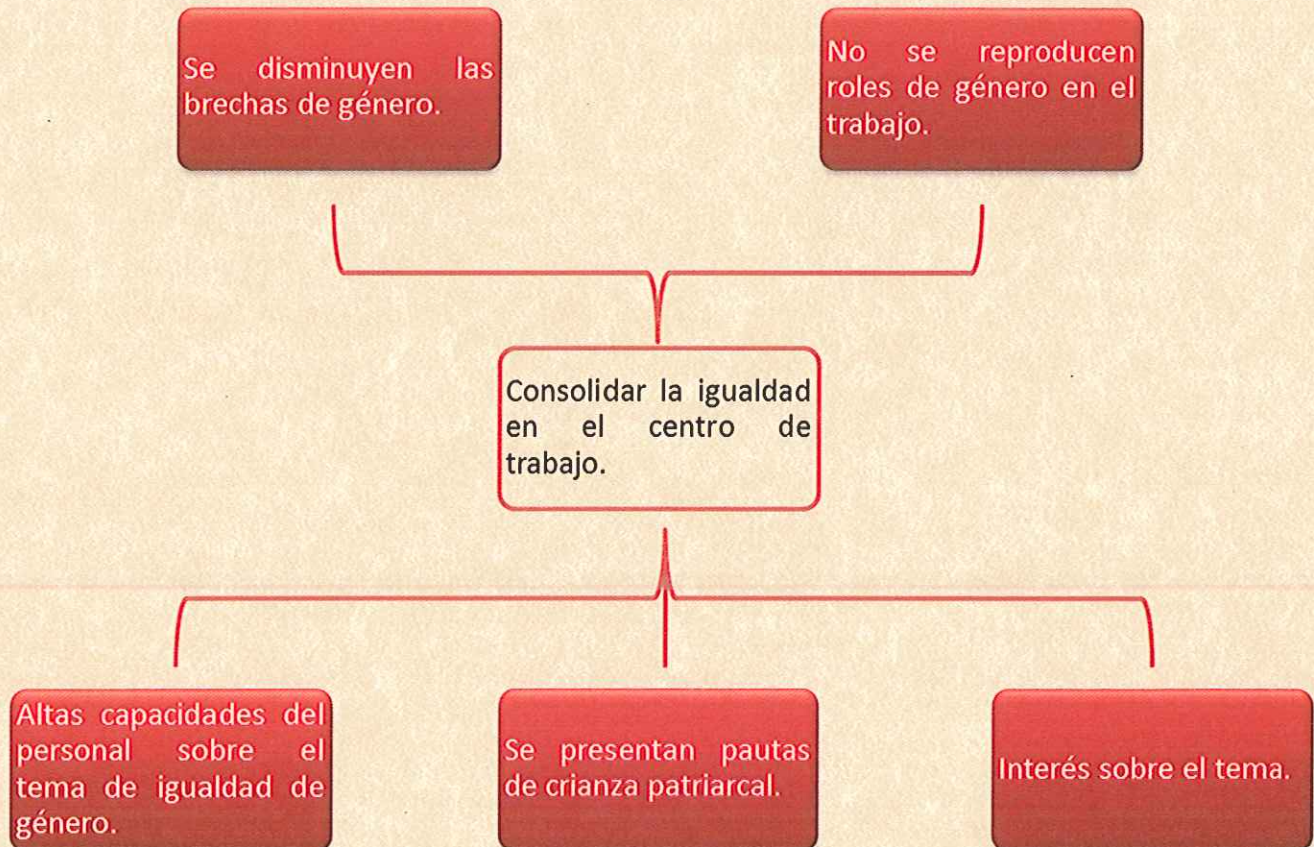 Se disminuyen las
brechas de género.
No se reproducen
roles de género en el
trabajo.
Consolidar la igualdad
en el centro de
trabajo.
Altas capacidades del
personal sobre el
tema de igualdad de
género.
Se presentan pautas
de crianza patriarcal.
Interés sobre el tema.